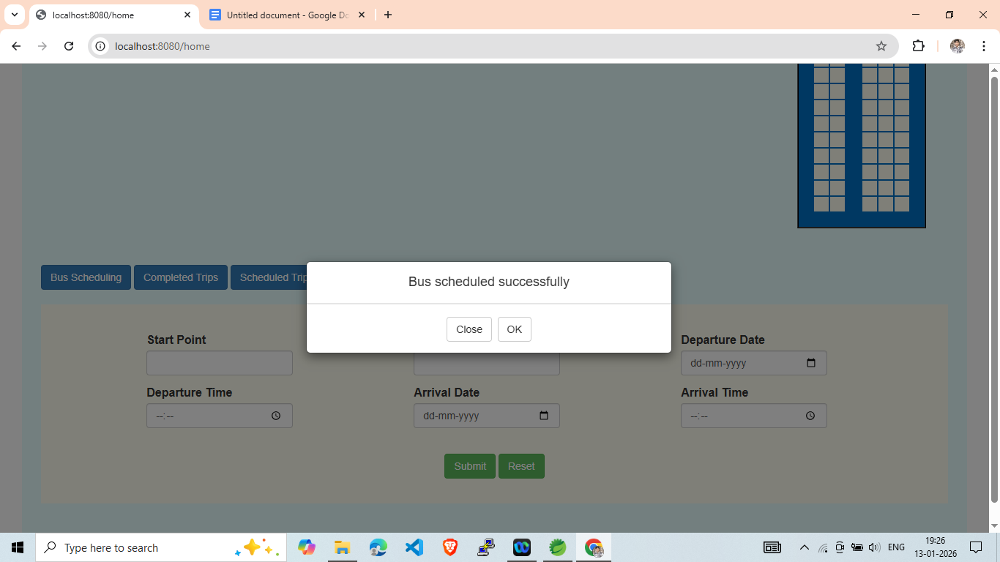 localhost:8080/home
Untitled document - Google Do
localhost:8080/home
Bus Scheduling
Completed Trips
Scheduled Trip
Bus scheduled successfully
Close
OK
Start Point
Departure Date
dd-mm-yyyy
Departure Time
Arrival Date
Arrival Time
--:--
dd-mm-yyyy
--:--
Submit
Reset
Type here to search
ENG
19:26
13-01-2026